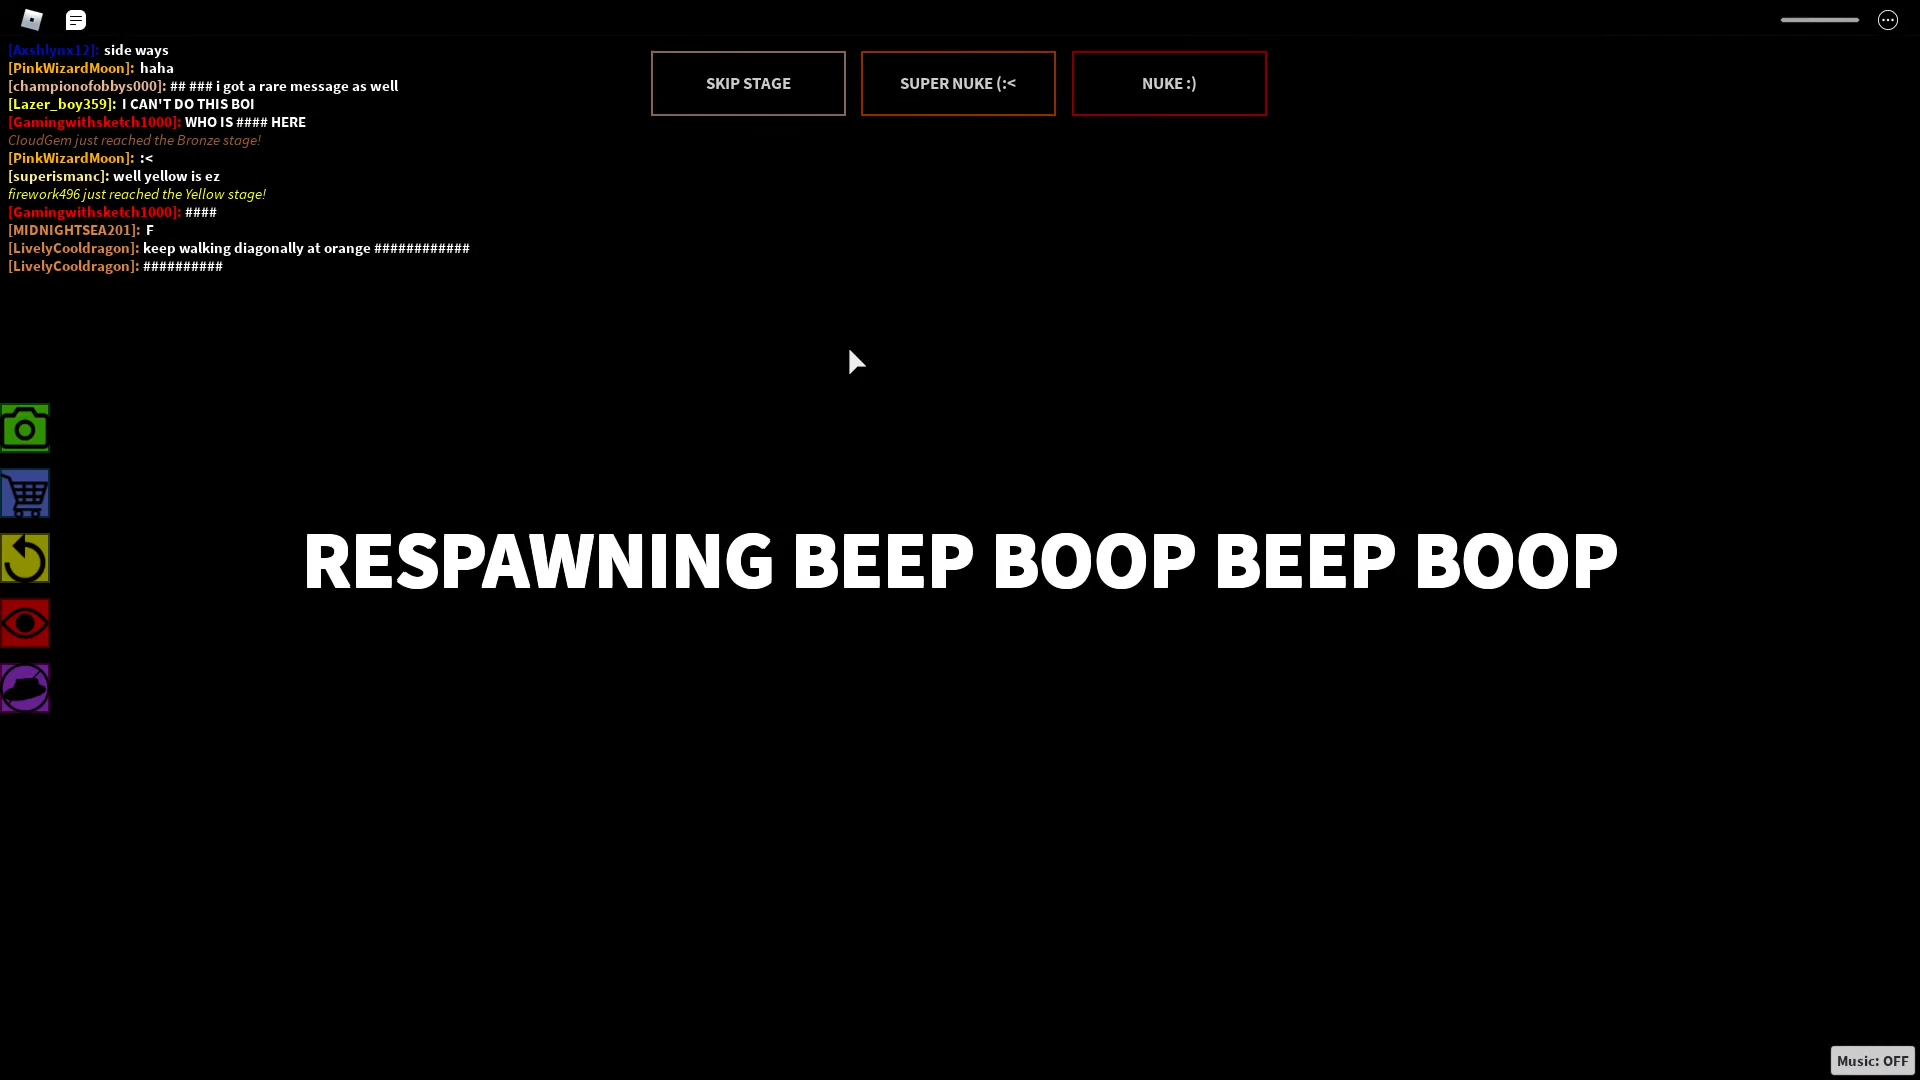 [Axshlynx12]: side ways
[PinkWizardMoon]: haha
[championofobbys000]: ## ### i got a rare message as well
[Lazer_boy359]: I CAN'T DO THIS BOI
[Gamingwithsketch1000]: WHO IS #### HERE
CloudGem just reached the Bronze stage!
[PinkWizardMoon]: :<
[superismanc]: well yellow is ez
firework496 just reached the Yellow stage!
[Gamingwithsketch1000]: ####
[MIDNIGHTSEA201]: F
[LivelyCooldragon]: keep walking diagonally at orange ############
[LivelyCooldragon]: ##########
SKIP STAGE
SUPER NUKE (:<
NUKE :)
RESPAWNING BEEP BOOP BEEP BOOP
Music: OFF